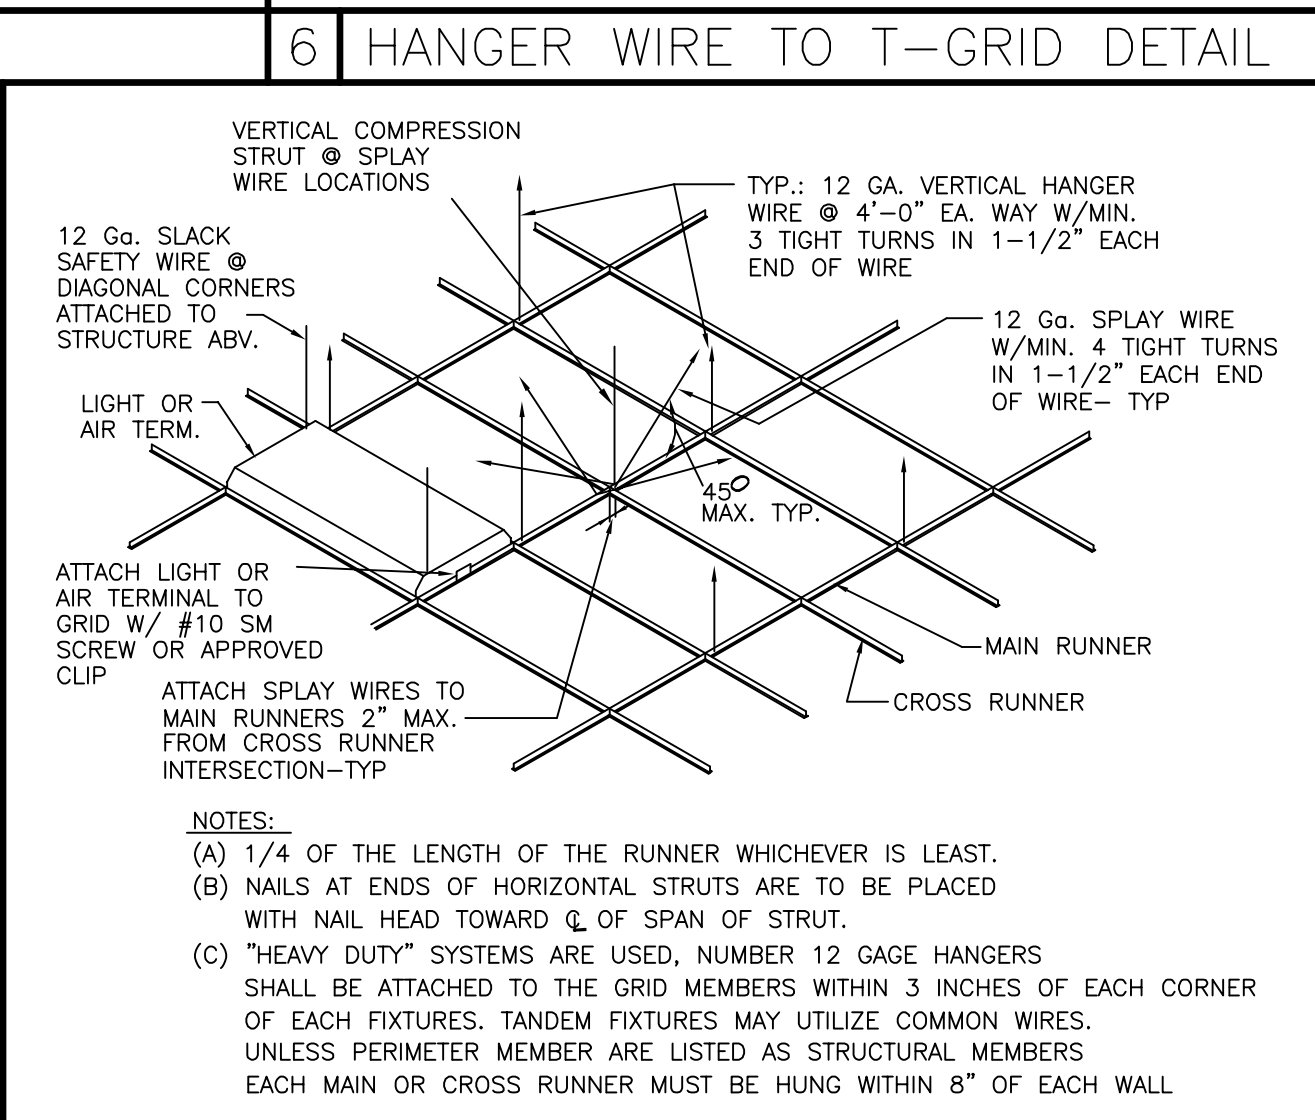 6 HANGER WIRE TO T-GRID DETAIL
VERTICAL COMPRESSION
STRUT @ SPLAY
WIRE LOCATIONS
TYP.: 12 GA. VERTICAL HANGER
WIRE @ 4'-0" EA. WAY W/MIN.
3 TIGHT TURNS IN 1-1/2" EACH
END OF WIRE
12 Ga. SLACK
SAFETY WIRE @
DIAGONAL CORNERS
ATTACHED TO
STRUCTURE ABV.
12 Ga. SPLAY WIRE
W/MIN. 4 TIGHT TURNS
IN 1-1/2" EACH END
OF WIRE- TYP
LIGHT OR
AIR TERM.
45°
MAX. TYP.
ATTACH LIGHT OR
AIR TERMINAL TO
GRID W/ #10 SM
SCREW OR APPROVED
CLIP
MAIN RUNNER
CROSS RUNNER
ATTACH SPLAY WIRES TO
MAIN RUNNERS 2" MAX.
FROM CROSS RUNNER
INTERSECTION-TYP
NOTES:
(A) 1/4 OF THE LENGTH OF THE RUNNER WHICHEVER IS LEAST.
(B) NAILS AT ENDS OF HORIZONTAL STRUTS ARE TO BE PLACED
WITH NAIL HEAD TOWARD ℄ OF SPAN OF STRUT.
(C) "HEAVY DUTY" SYSTEMS ARE USED, NUMBER 12 GAGE HANGERS
SHALL BE ATTACHED TO THE GRID MEMBERS WITHIN 3 INCHES OF EACH CORNER
OF EACH FIXTURES. TANDEM FIXTURES MAY UTILIZE COMMON WIRES.
UNLESS PERIMETER MEMBER ARE LISTED AS STRUCTURAL MEMBERS
EACH MAIN OR CROSS RUNNER MUST BE HUNG WITHIN 8" OF EACH WALL